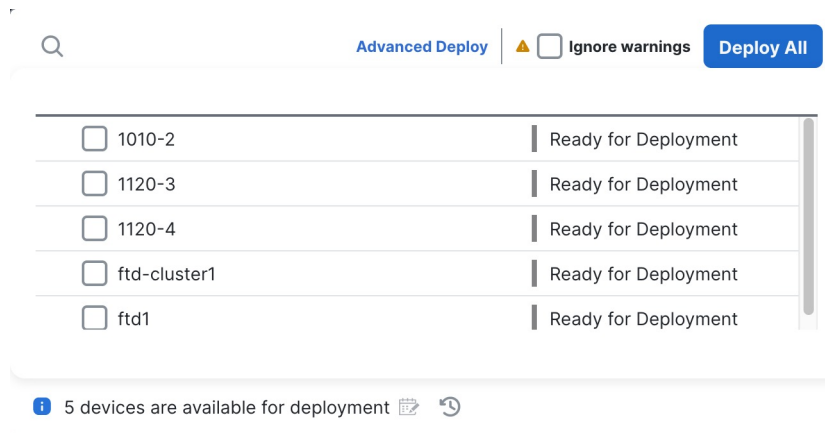 Advanced Deploy Ignore warnings Deploy All
1010-2 Ready for Deployment
1120-3 Ready for Deployment
1120-4 Ready for Deployment
ftd-cluster1 Ready for Deployment
ftd1 Ready for Deployment
5 devices are available for deployment